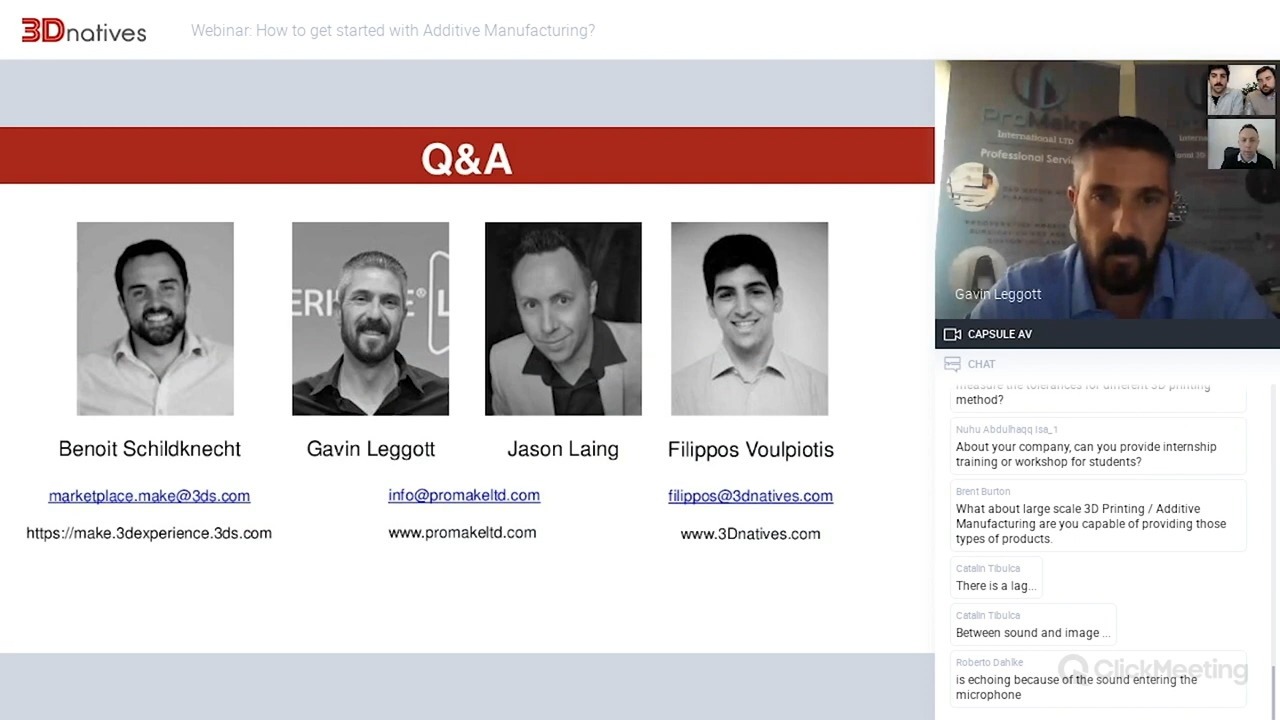 3Dnatives
Webinar: How to get started with Additive Manufacturing?
Q&A
Benoit Schildknecht
Gavin Leggott
Jason Laing
Filippos Voulpiotis
marketplace.make@3ds.com
info@promakeltd.com
filippos@3dnatives.com
https://make.3dexperience.3ds.com
www.promakeltd.com
www.3Dnatives.com
ProMake
International LTD
Professional Servi
Gavin Leggott
CAPSULE AV
CHAT
measure the tolerances for different 3D printing
method?
Nuhu Abdulhaqq Isa_1
About your company, can you provide internship
training or workshop for students?
Brent Burton
What about large scale 3D Printing / Additive
Manufacturing are you capable of providing those
types of products.
Catalin Tibulca
There is a lag...
Catalin Tibulca
Between sound and image ...
Roberto Dahlke
is echoing because of the sound entering the
microphone
ClickMeeting